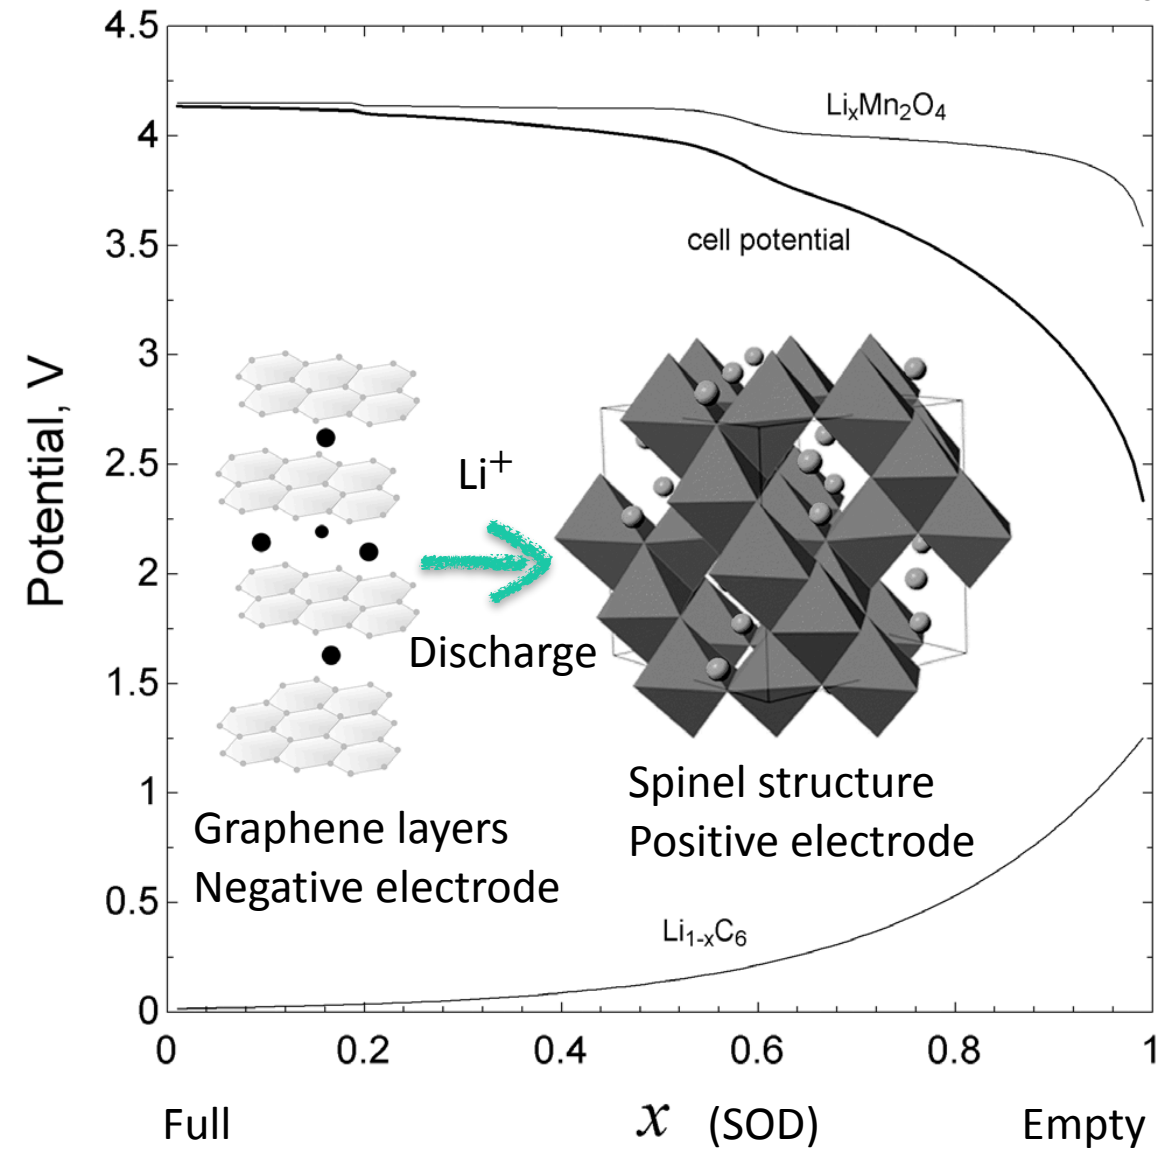 4.5
4
3.5
3
2.5
2
1.5
1
0.5
0
Potential, V
LiₓMn₂O₄
cell potential
Li⁺
Discharge
Spinel structure
Positive electrode
Graphene layers
Negative electrode
Li₁₋ₓC₆
0 0.2 0.4 0.6 0.8 1
Full x (SOD) Empty